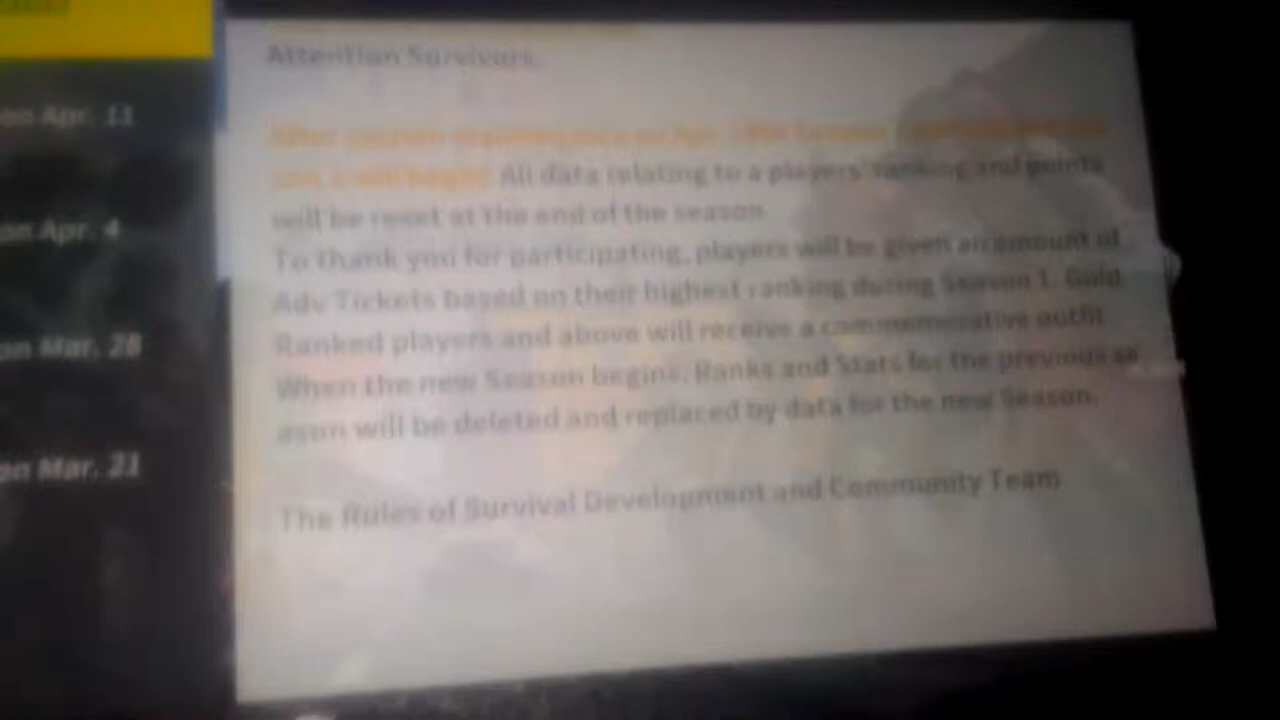 on Apr. 11
on Apr. 4
on Mar. 28
on Mar. 21
Attention Survivors
All data relating to a players' ranking and points
will be reset at the end of the season.
To thank you for participating, players will be given an amount of
Adv Tickets based on their highest ranking during Season 1. Gold
Ranked players and above will receive a commemorative outfit.
When the new Season begins, Ranks and Stats for the previous se
ason will be deleted and replaced by data for the new Season.
The Rules of Survival Development and Community Team